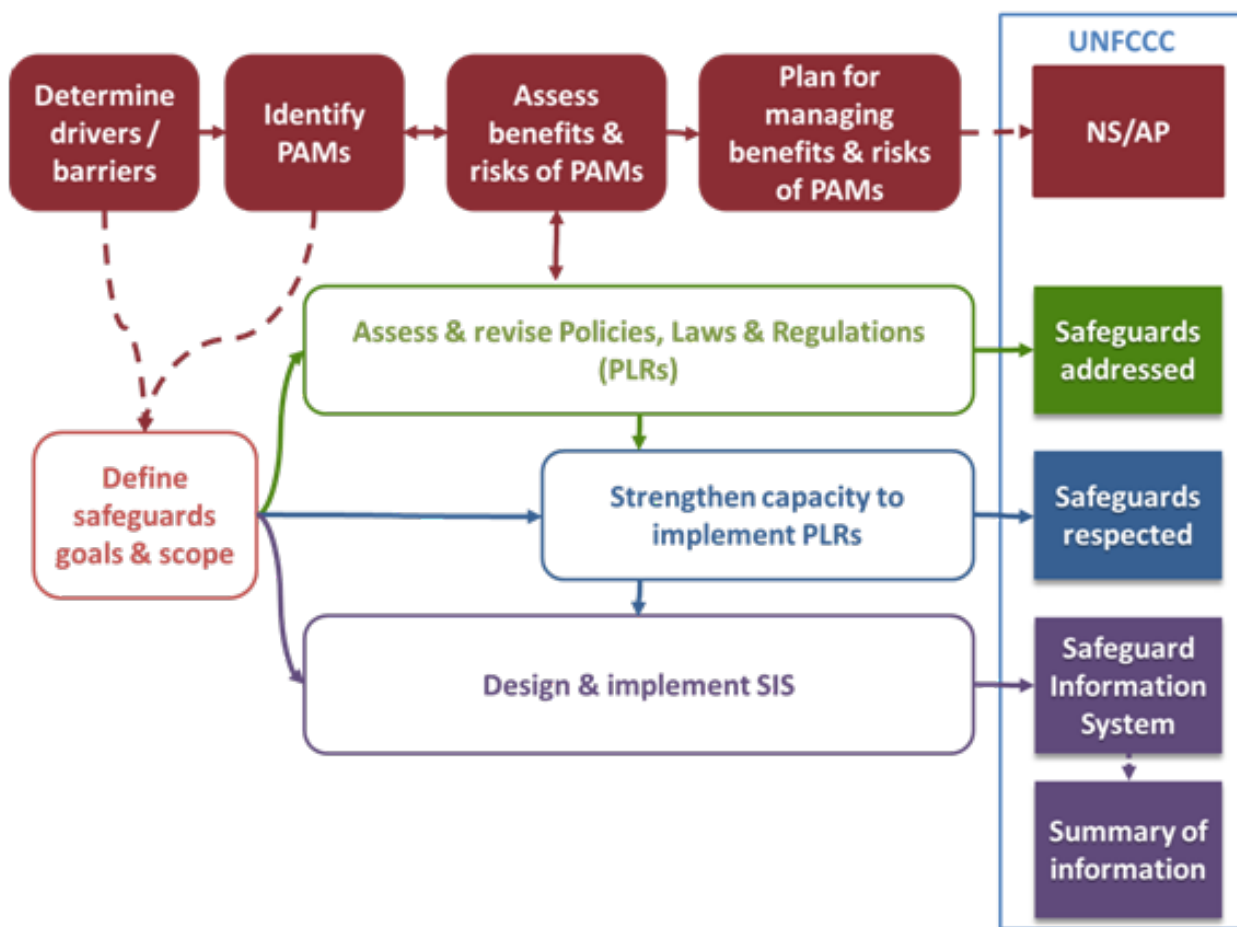 UNFCCC
Determine
drivers /
barriers
Identify
PAMs
Assess
benefits &
risks of PAMs
Plan for
managing
benefits & risks
of PAMs
NS/AP
Assess & revise Policies, Laws & Regulations
(PLRs)
Safeguards
addressed
Define
safeguards
goals & scope
Strengthen capacity to
implement PLRs
Safeguards
respected
Design & implement SIS
Safeguard
Information
System
Summary of
information